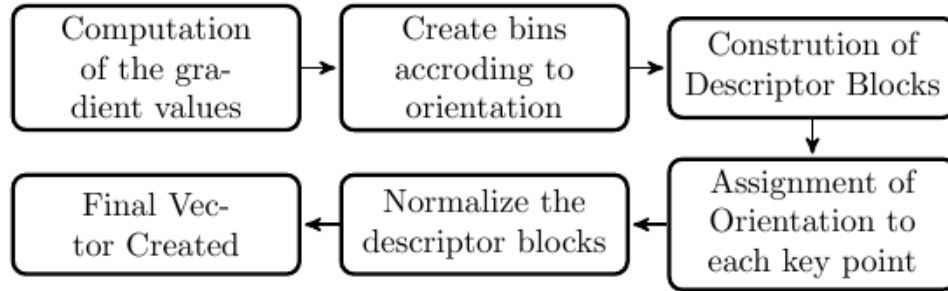 Computation
of the gra-
dient values
Create bins
accroding to
orientation
Constrution of
Descriptor Blocks
Assignment of
Orientation to
each key point
Normalize the
descriptor blocks
Final Vec-
tor Created